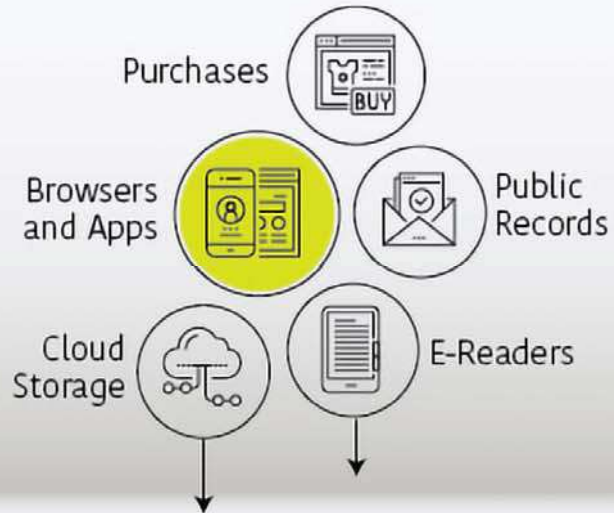 Purchases
BUY
Browsers
and Apps
Public
Records
Cloud
Storage
E-Readers